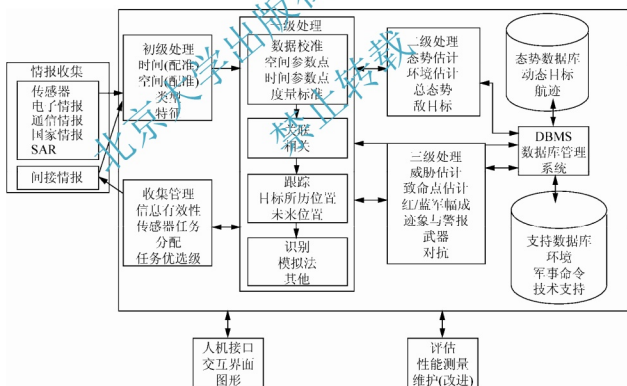 情报收集
传感器
电子情报
通信情报
国家情报
SAR
间接情报
初级处理
时间(配准)
空间(配准)
类型
特征
收集管理
信息有效性
传感器任务
分配
任务优选级
一级处理
数据校准
空间参数点
时间参数点
度量标准
关联
相关
跟踪
目标所历位置
未来位置
识别
模拟法
其他
二级处理
态势估计
环境估计
总态势
敌目标
三级处理
威胁估计
致命点估计
红/蓝军幅成
迹象与警报
武器
对抗
态势数据库
动态目标
航迹
DBMS
数据库管理
系统
支持数据库
环境
军事命令
技术支持
人机接口
交互界面
图形
评估
性能测量
维护(改进)
北京大学出版社
禁止转载